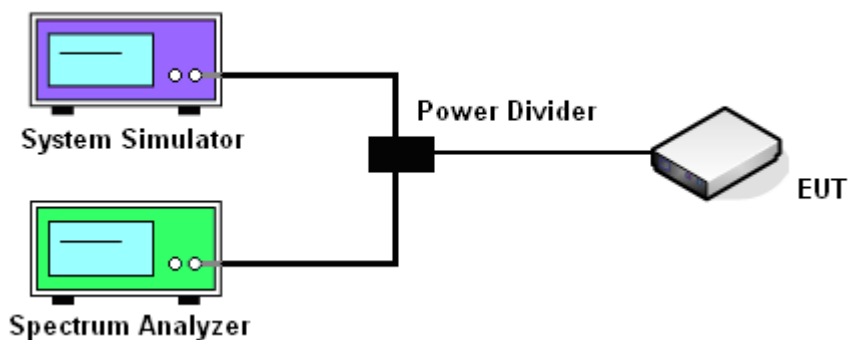 System Simulator
Power Divider
EUT
Spectrum Analyzer